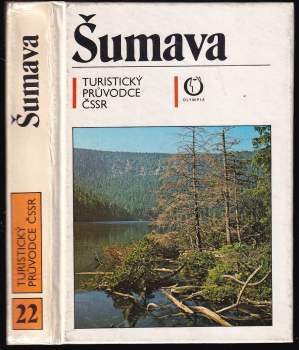 Šumava
TURISTICKÝ
PRŮVODCE
ČSSR
OLYMPIA
Šumava
TURISTICKÝ
PRŮVODCE ČSSR
22